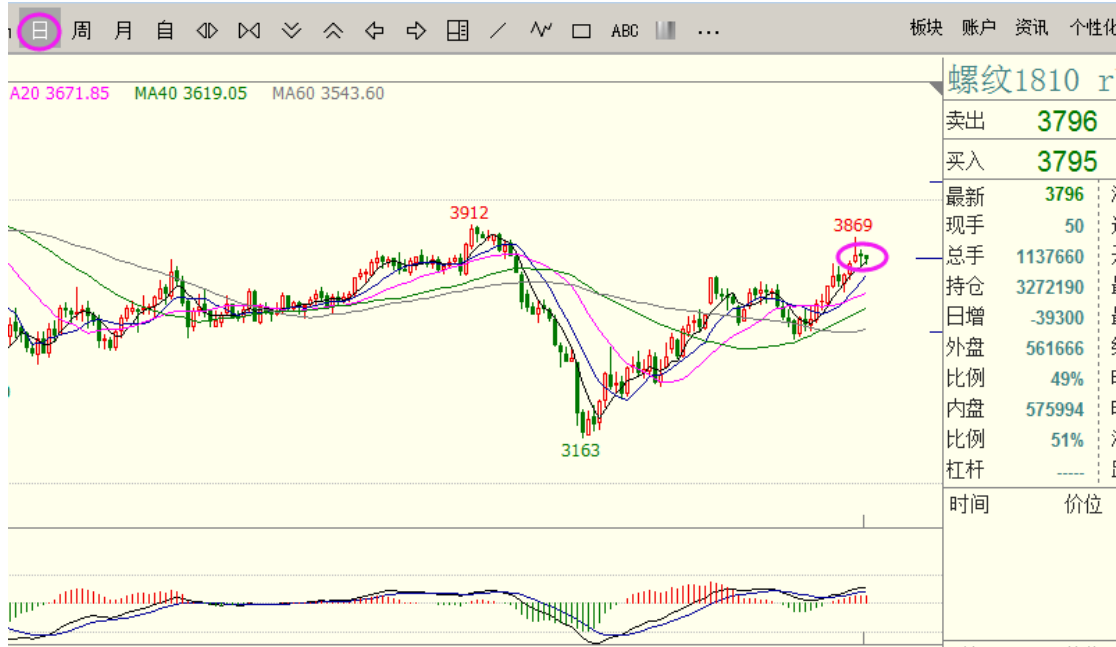 日 周 月 自 ABC ... 板块 账户 资讯 个性化
A20 3671.85 MA40 3619.05 MA60 3543.60
螺纹1810 r
卖出 3796
买入 3795
最新 3796
现手 50
总手 1137660
持仓 3272190
日增 -39300
外盘 561666
比例 49%
内盘 575994
比例 51%
杠杆 -----
时间 价位
3912
3869
3163